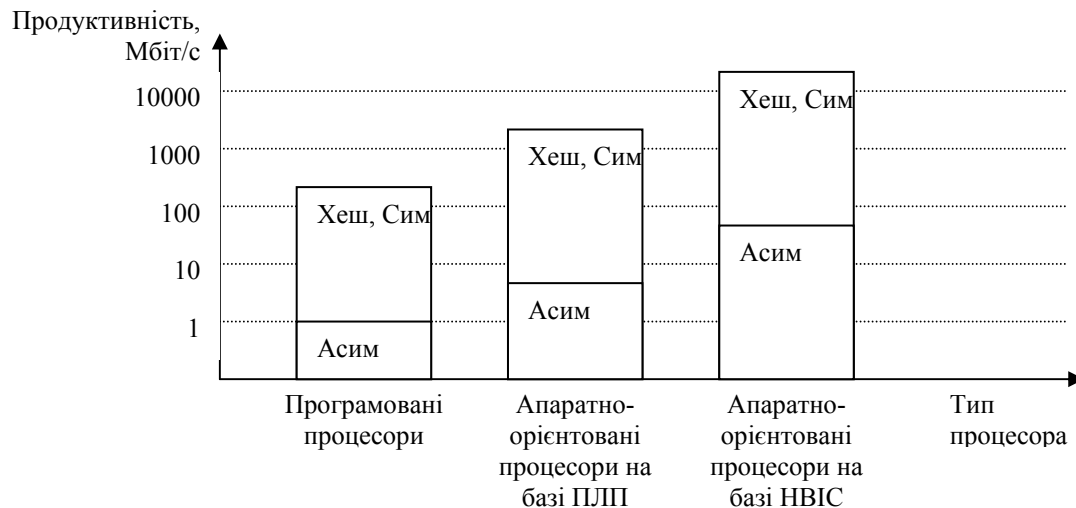 Продуктивність,
Мбіт/с
10000
1000
100
10
1
Хеш, Сим
Асим
Хеш, Сим
Асим
Хеш, Сим
Асим
Програмовані
процесори
Апаратно-
орієнтовані
процесори на
базі ПЛП
Апаратно-
орієнтовані
процесори на
базі НВІС
Тип
процесора